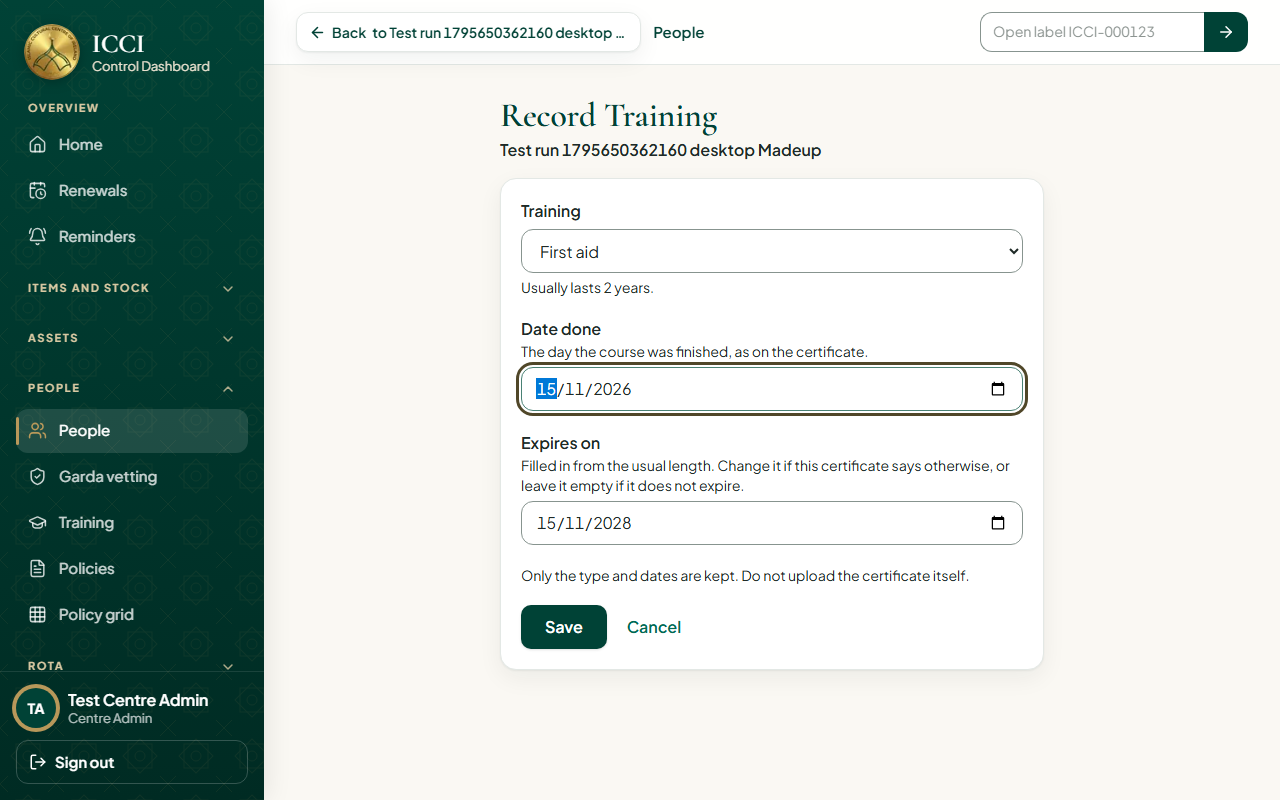 ICCI
Control Dashboard
OVERVIEW
Home
Renewals
Reminders
ITEMS AND STOCK
ASSETS
PEOPLE
People
Garda vetting
Training
Policies
Policy grid
ROTA
TA
Test Centre Admin
Centre Admin
Sign out
Back to Test run 1795650362160 desktop ...
People
Open label ICCI-000123
Record Training
Test run 1795650362160 desktop Madeup
Training
First aid
Usually lasts 2 years.
Date done
The day the course was finished, as on the certificate.
15/11/2026
Expires on
Filled in from the usual length. Change it if this certificate says otherwise, or
leave it empty if it does not expire.
15/11/2028
Only the type and dates are kept. Do not upload the certificate itself.
Save
Cancel